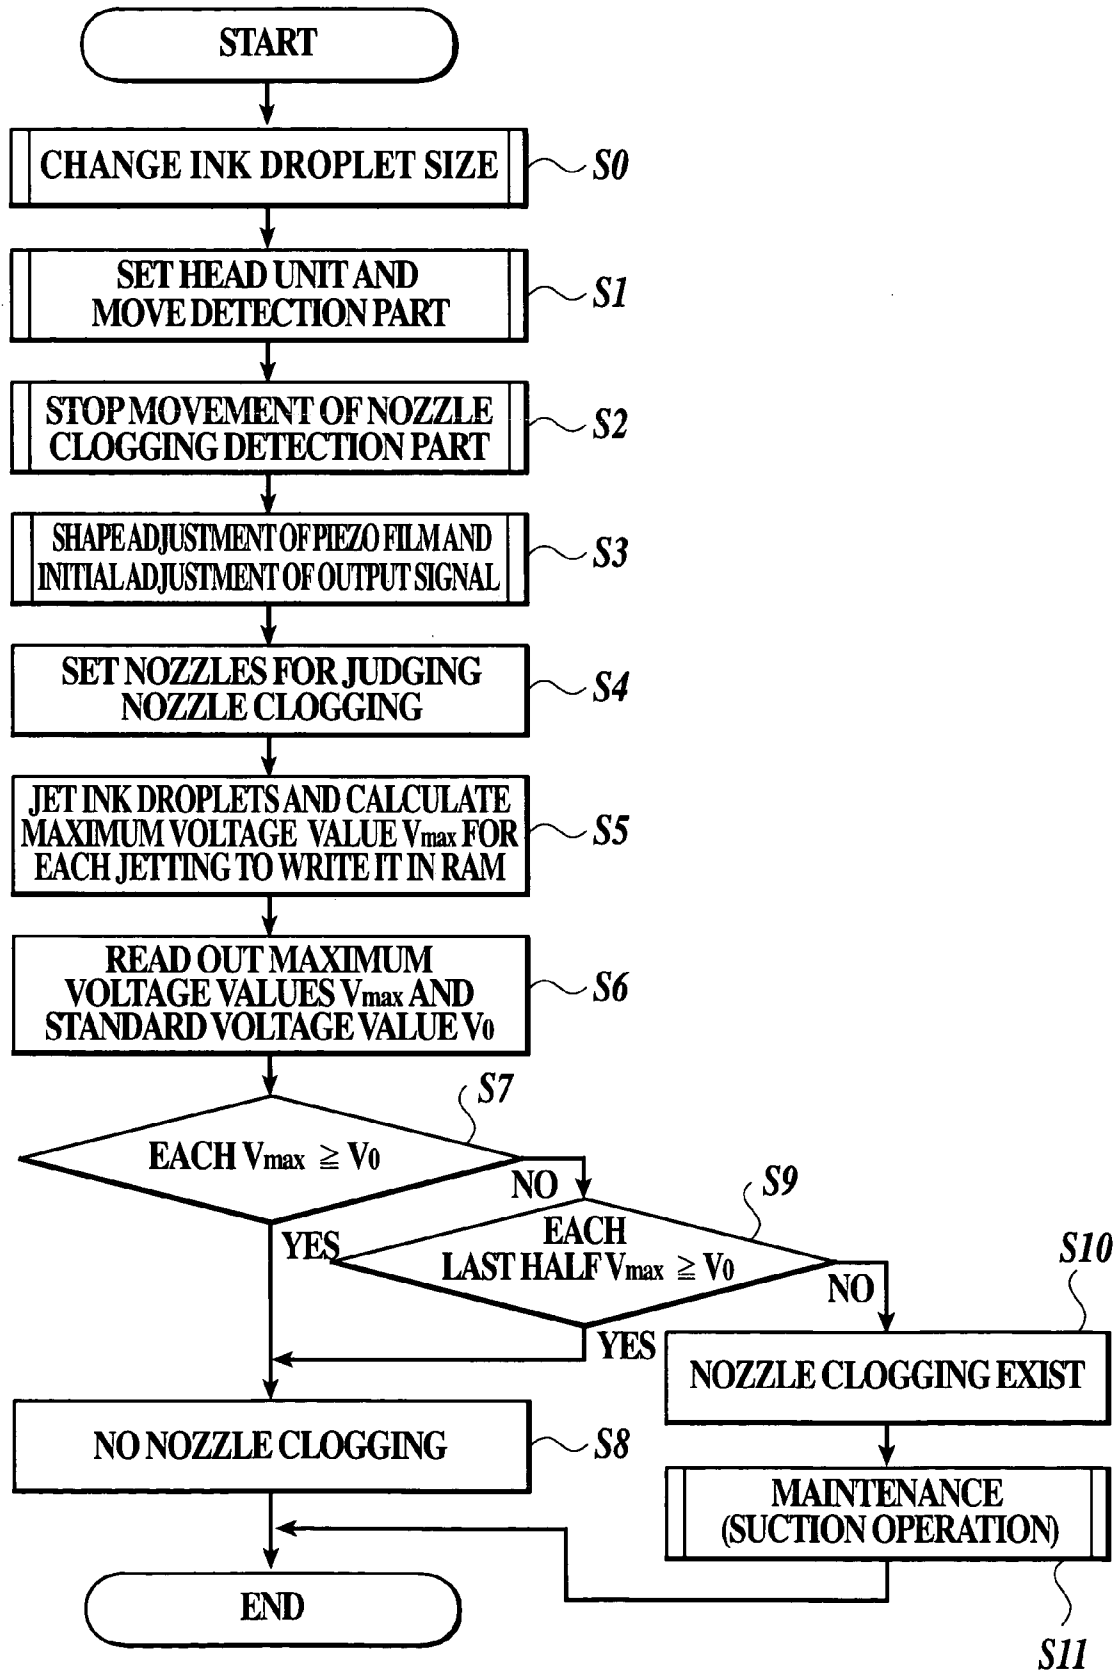 START
CHANGE INK DROPLET SIZE
S0
SET HEAD UNIT AND
MOVE DETECTION PART
S1
STOP MOVEMENT OF NOZZLE
CLOGGING DETECTION PART
S2
SHAPE ADJUSTMENT OF PIEZO FILM AND
INITIAL ADJUSTMENT OF OUTPUT SIGNAL
S3
SET NOZZLES FOR JUDGING
NOZZLE CLOGGING
S4
JET INK DROPLETS AND CALCULATE
MAXIMUM VOLTAGE VALUE Vmax FOR
EACH JETTING TO WRITE IT IN RAM
S5
READ OUT MAXIMUM
VOLTAGE VALUES Vmax AND
STANDARD VOLTAGE VALUE V0
S6
S7
EACH Vmax ≧ V0
NO
YES
S9
EACH
LAST HALF Vmax ≧ V0
NO
YES
S10
NOZZLE CLOGGING EXIST
NO NOZZLE CLOGGING
S8
MAINTENANCE
(SUCTION OPERATION)
S11
END